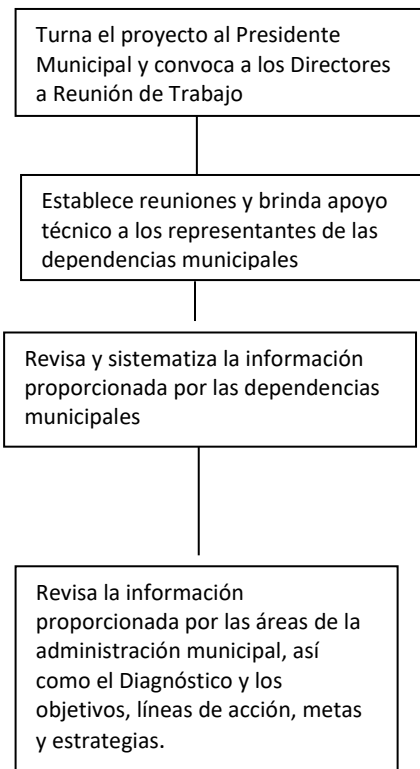 Turna el proyecto al Presidente
Municipal y convoca a los Directores
a Reunión de Trabajo
Establece reuniones y brinda apoyo
técnico a los representantes de las
dependencias municipales
Revisa y sistematiza la información
proporcionada por las dependencias
municipales
Revisa la información
proporcionada por las áreas de la
administración municipal, así
como el Diagnóstico y los
objetivos, líneas de acción, metas
y estrategias.